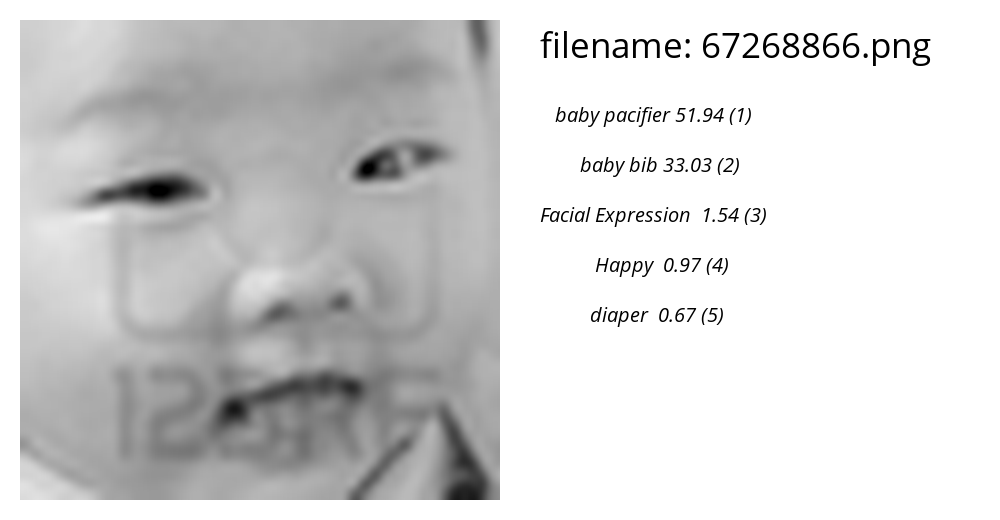 filename: 67268866.png
baby pacifier 51.94 (1)
baby bib 33.03 (2)
Facial Expression 1.54 (3)
Happy 0.97 (4)
diaper 0.67 (5)
123RF